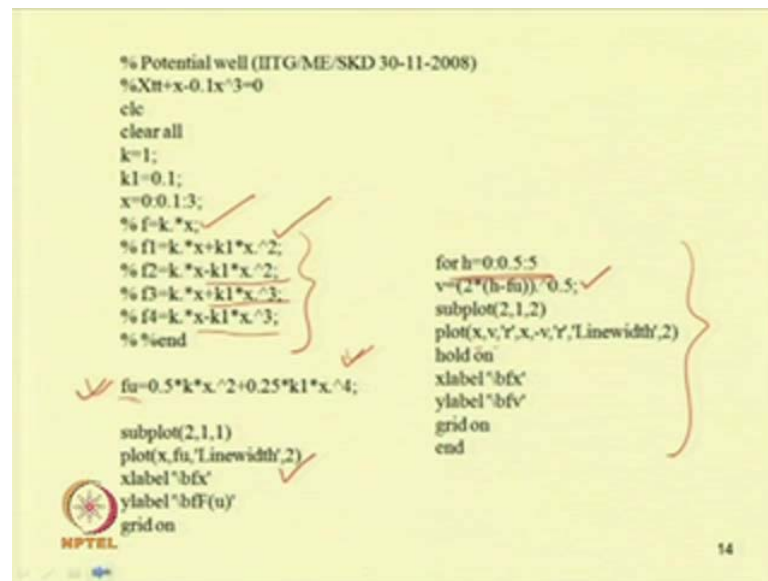 % Potential well (IITG/ME/SKD 30-11-2008)
%Xtt+x-0.1x^3=0
clc
clear all
k=1;
k1=0.1;
x=0:0.1:3;
% f=k.*x;
% f1=k.*x+k1*x.^2;
% f2=k.*x-k1*x.^2;
% f3=k.*x+k1*x.^3;
% f4=k.*x-k1*x.^3;
% %end
fu=0.5*k*x.^2+0.25*k1*x.^4;
subplot(2,1,1)
plot(x,fu,'Linewidth',2)
xlabel '\bfx'
ylabel '\bfF(u)'
grid on
for h=0:0.5:5
v=(2*(h-fu)).^0.5;
subplot(2,1,2)
plot(x,v,'r',x,-v,'r','Linewidth',2)
hold on
xlabel '\bfx'
ylabel '\bfv'
grid on
end
NPTEL
14